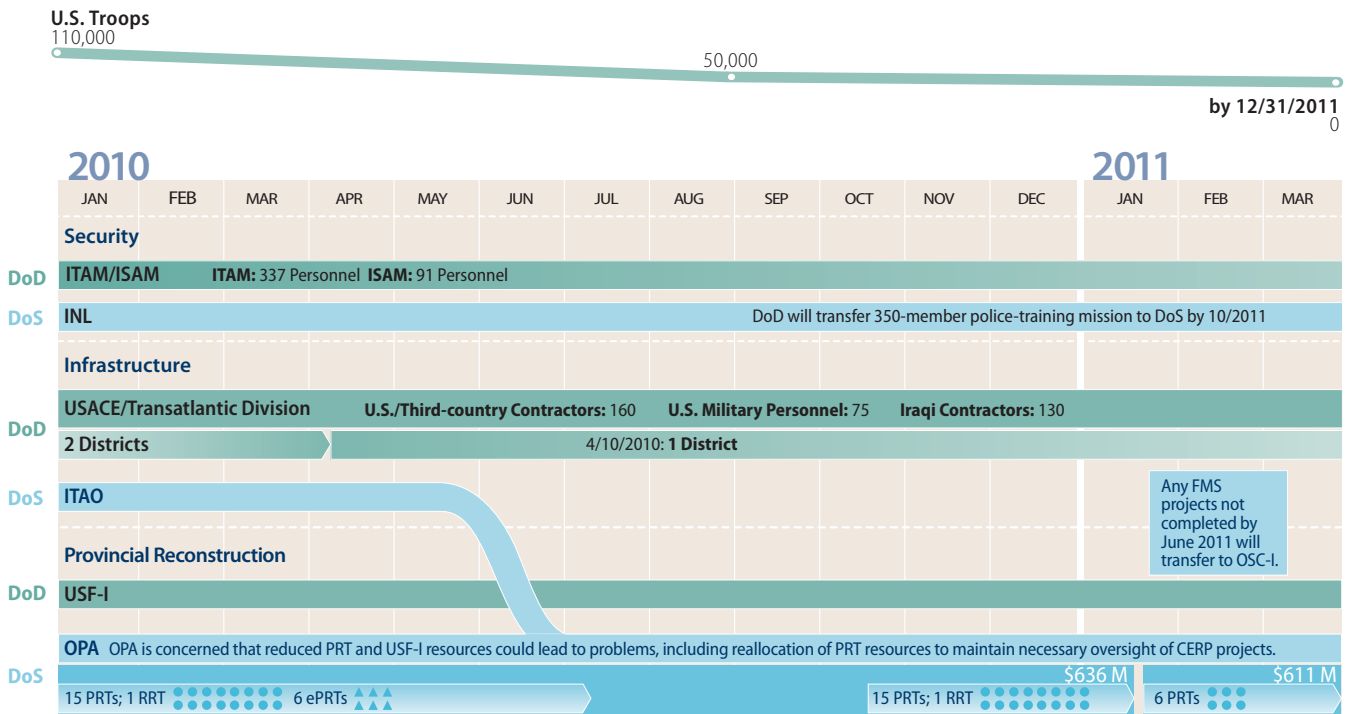 U.S. Troops
110,000
50,000
by 12/31/2011
0
2010 2011
JAN FEB MAR APR MAY JUN JUL AUG SEP OCT NOV DEC JAN FEB MAR
Security
DoD ITAM/ISAM ITAM: 337 Personnel ISAM: 91 Personnel
DoS INL DoD will transfer 350-member police-training mission to DoS by 10/2011
Infrastructure
DoD
USACE/Transatlantic Division U.S./Third-country Contractors: 160 U.S. Military Personnel: 75 Iraqi Contractors: 130
2 Districts 4/10/2010: 1 District
DoS ITAO
Any FMS
projects not
completed by
June 2011 will
transfer to OSC-I.
Provincial Reconstruction
DoD USF-I
DoS
OPA OPA is concerned that reduced PRT and USF-I resources could lead to problems, including reallocation of PRT resources to maintain necessary oversight of CERP projects.
$636 M $611 M
15 PRTs; 1 RRT 6 ePRTs 15 PRTs; 1 RRT 6 PRTs